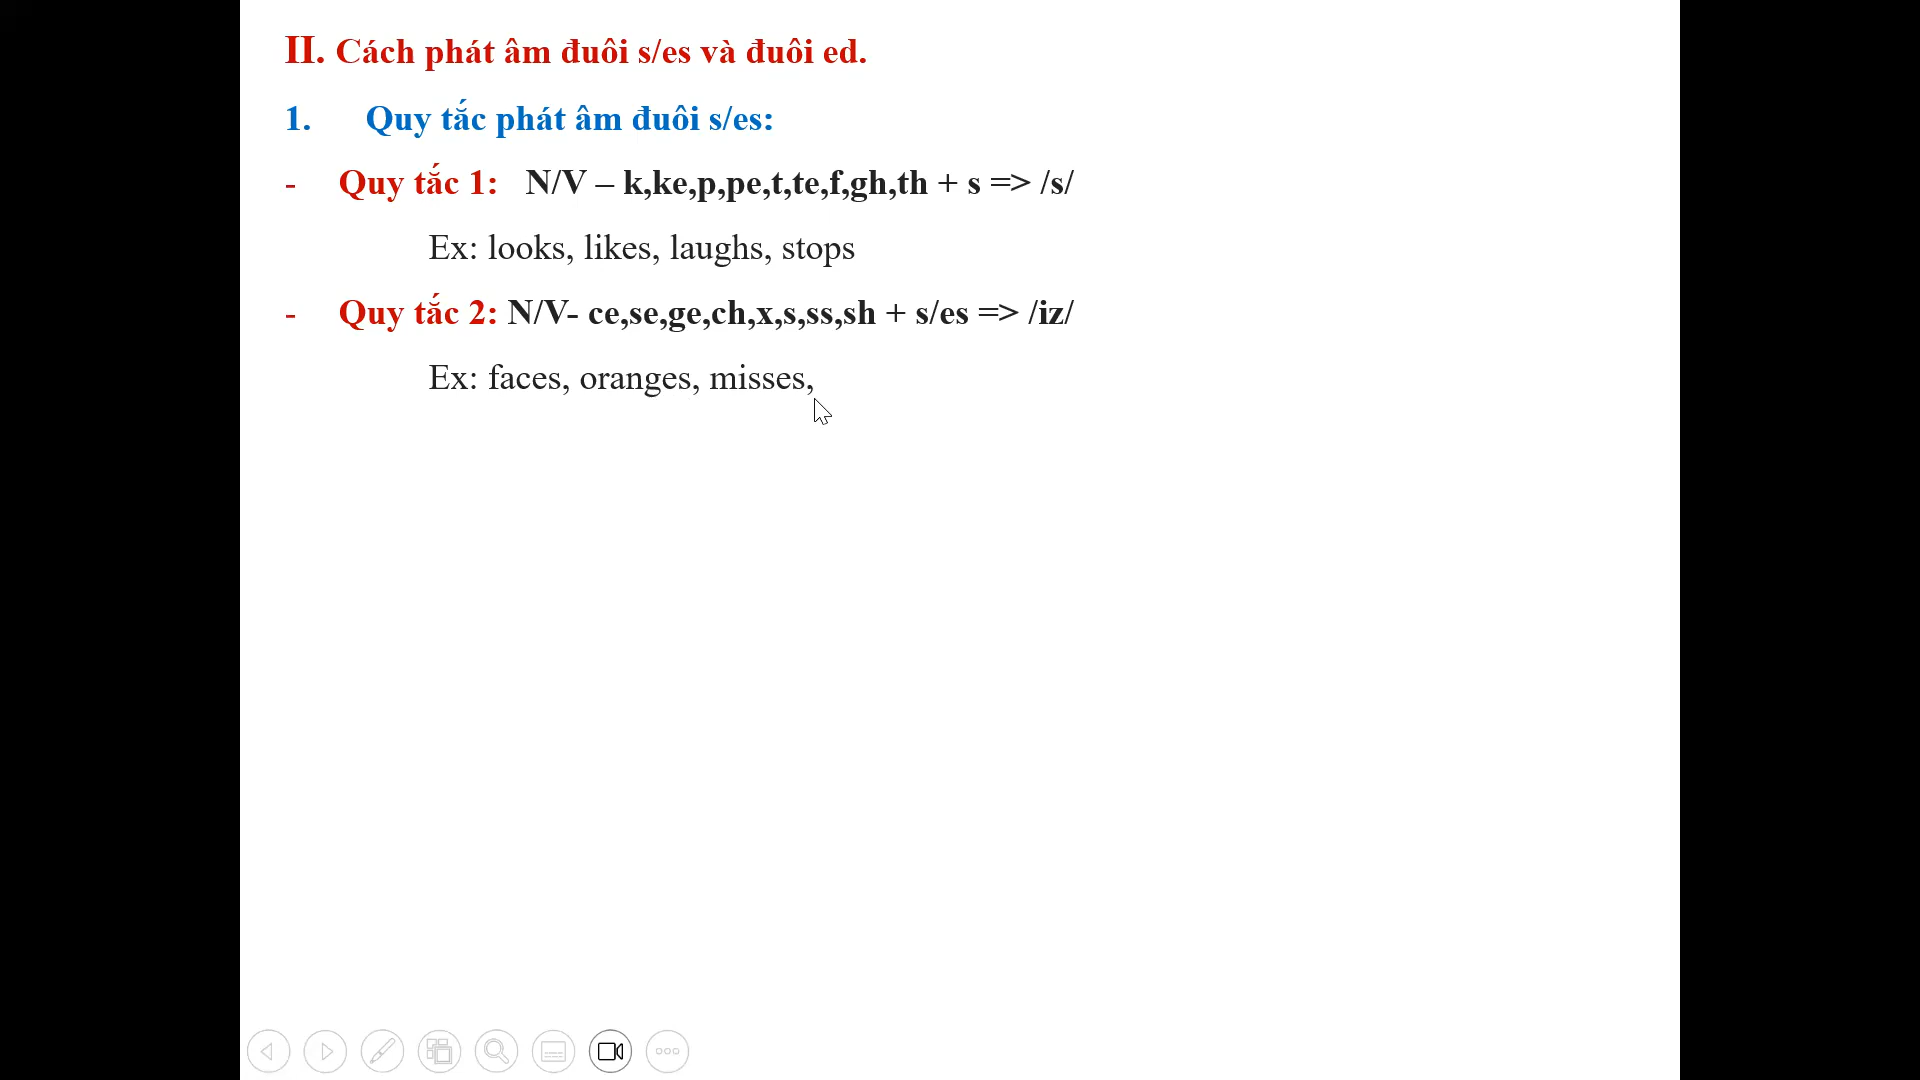 II. Cách phát âm đuôi s/es và đuôi ed.
1. Quy tắc phát âm đuôi s/es:
- Quy tắc 1: N/V – k,ke,p,pe,t,te,f,gh,th + s => /s/
Ex: looks, likes, laughs, stops
- Quy tắc 2: N/V- ce,se,ge,ch,x,s,ss,sh + s/es => /iz/
Ex: faces, oranges, misses,